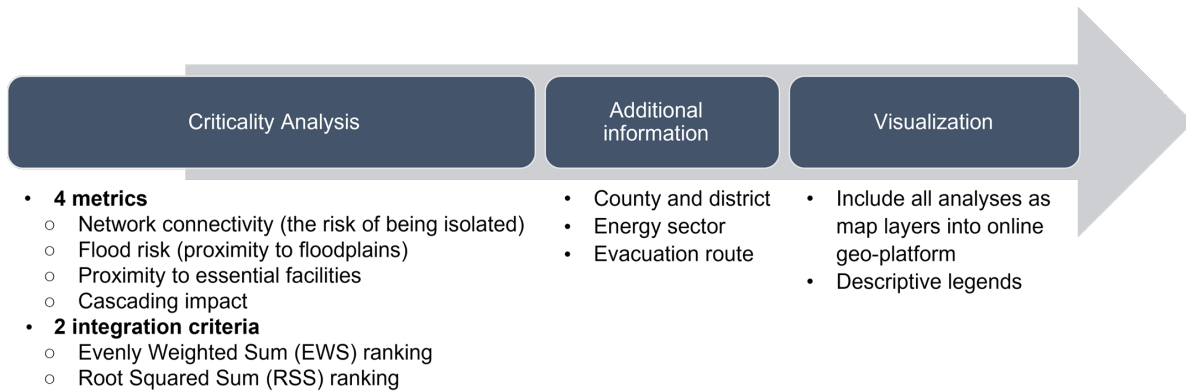 Criticality Analysis
Additional
information
Visualization
• 4 metrics
○ Network connectivity (the risk of being isolated)
○ Flood risk (proximity to floodplains)
○ Proximity to essential facilities
○ Cascading impact
• 2 integration criteria
○ Evenly Weighted Sum (EWS) ranking
○ Root Squared Sum (RSS) ranking
• County and district
• Energy sector
• Evacuation route
• Include all analyses as
map layers into online
geo-platform
• Descriptive legends